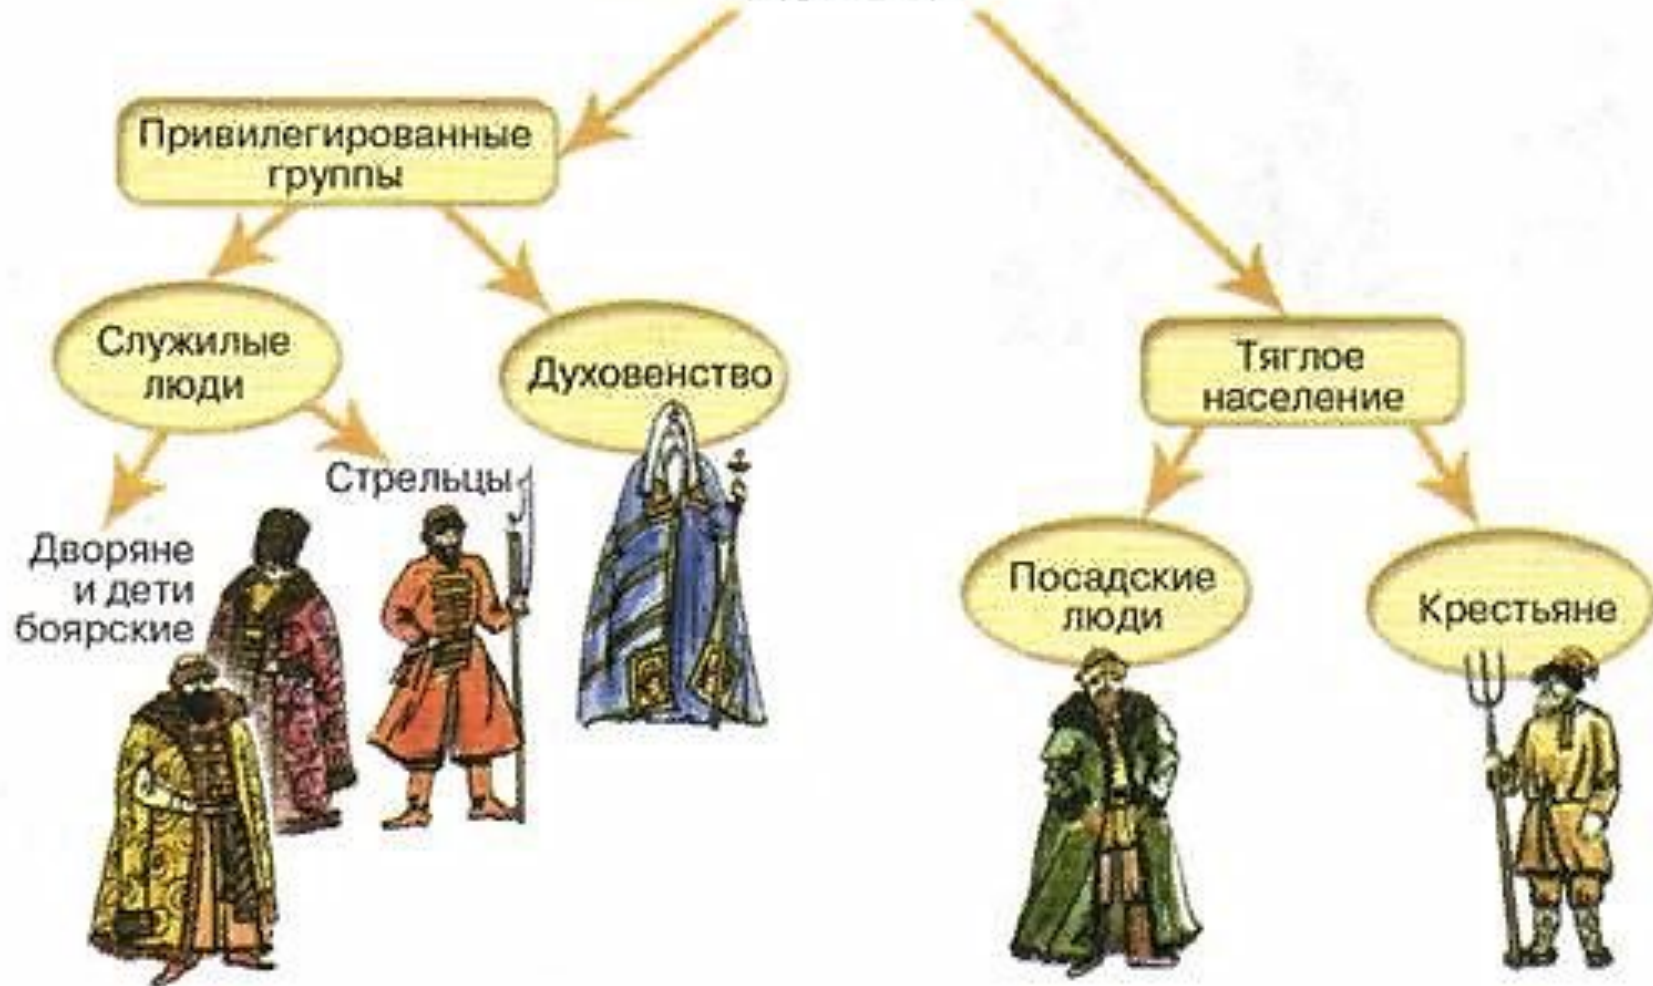 Привилегированные
группы
Служилые
люди
Духовенство
Тяглое
население
Стрельцы
Дворяне
и дети
боярские
Посадские
люди
Крестьяне